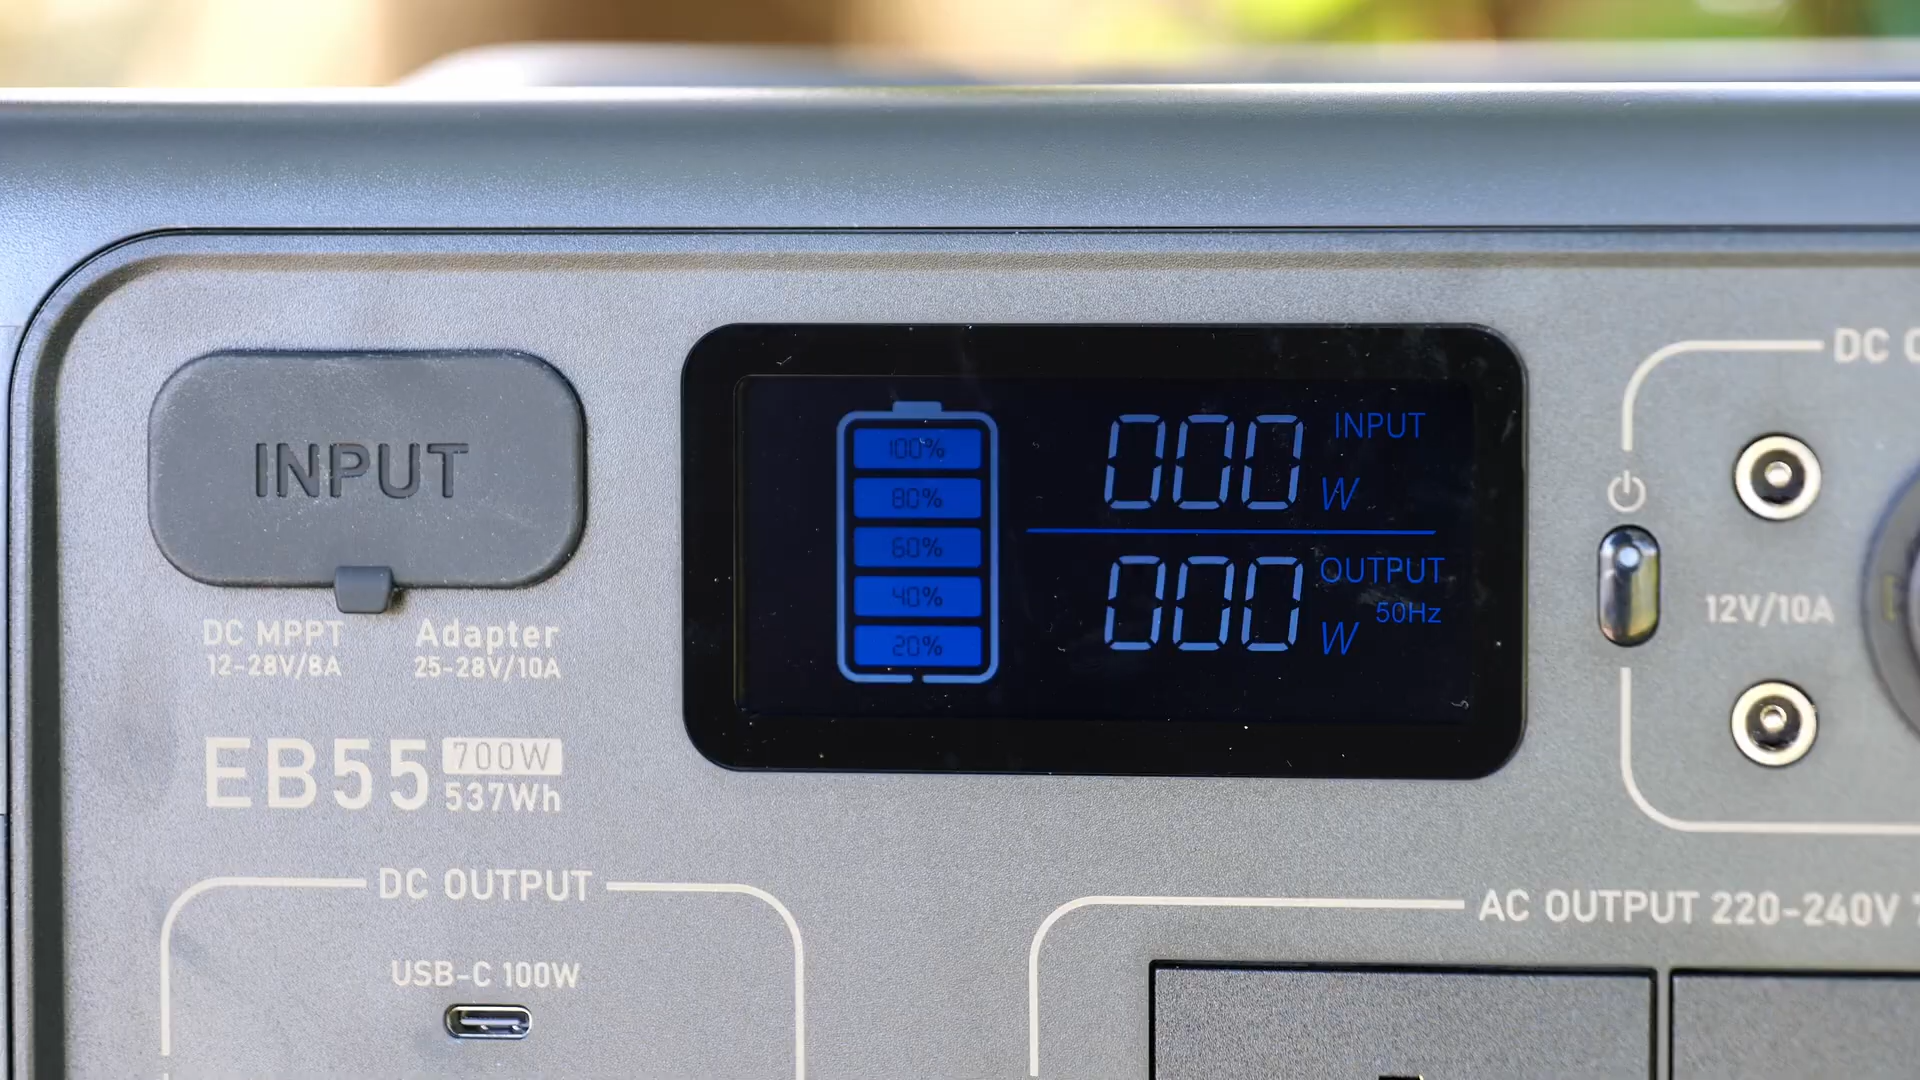 INPUT
DC MPPT
12-28V/8A
Adapter
25-28V/10A
EB55
700W
537Wh
100%
80%
60%
40%
20%
000 INPUT
W
000 OUTPUT
50Hz
W
DC
12V/10A
DC OUTPUT
USB-C 100W
AC OUTPUT 220-240V